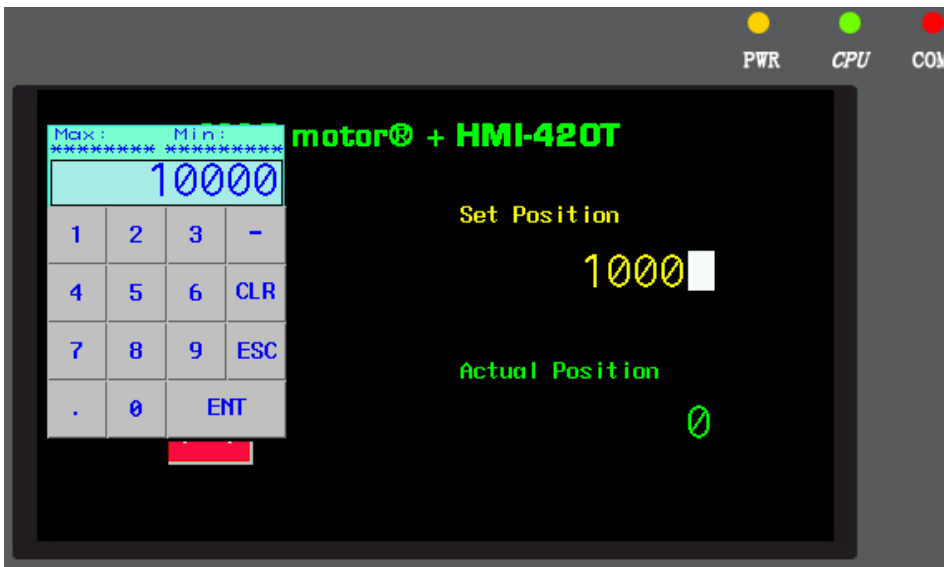 PWR CPU
motor® + HMI-420T
Max: Min:
******** *********
10000
1 2 3 -
4 5 6 CLR
7 8 9 ESC
. 0 ENT
Set Position
1000
Actual Position
0